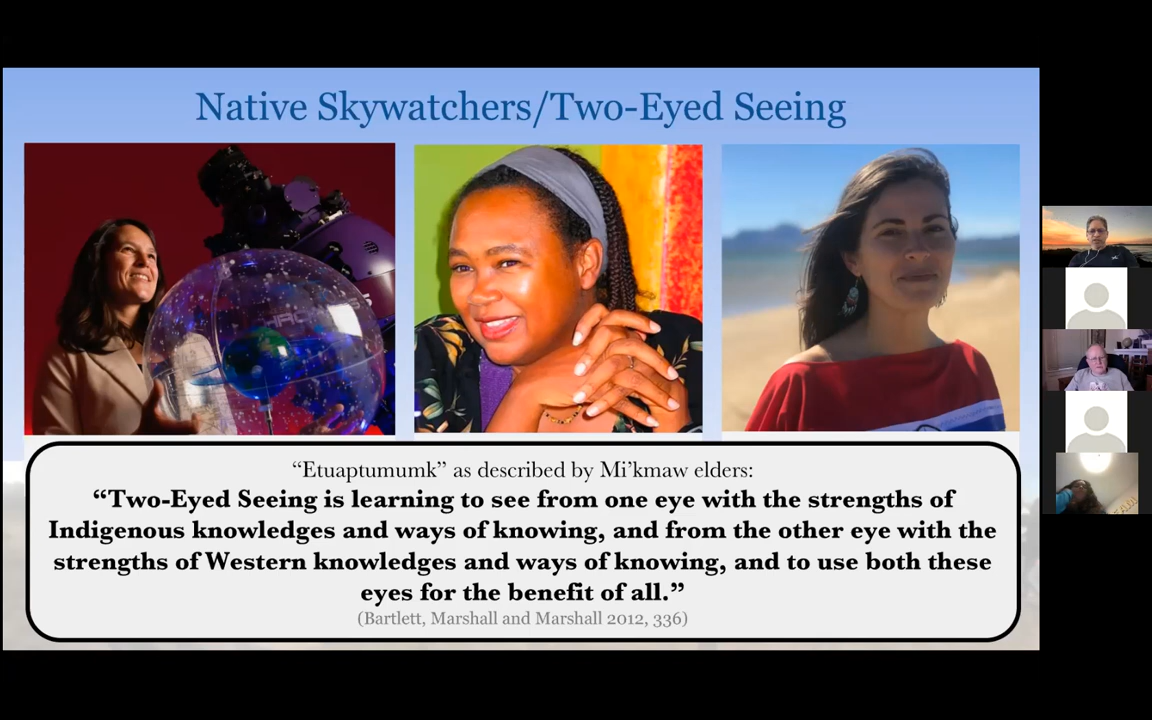 Native Skywatchers/Two-Eyed Seeing
“Etuaptumumk” as described by Mi’kmaw elders:
“Two-Eyed Seeing is learning to see from one eye with the strengths of
Indigenous knowledges and ways of knowing, and from the other eye with the
strengths of Western knowledges and ways of knowing, and to use both these
eyes for the benefit of all.”
(Bartlett, Marshall and Marshall 2012, 336)